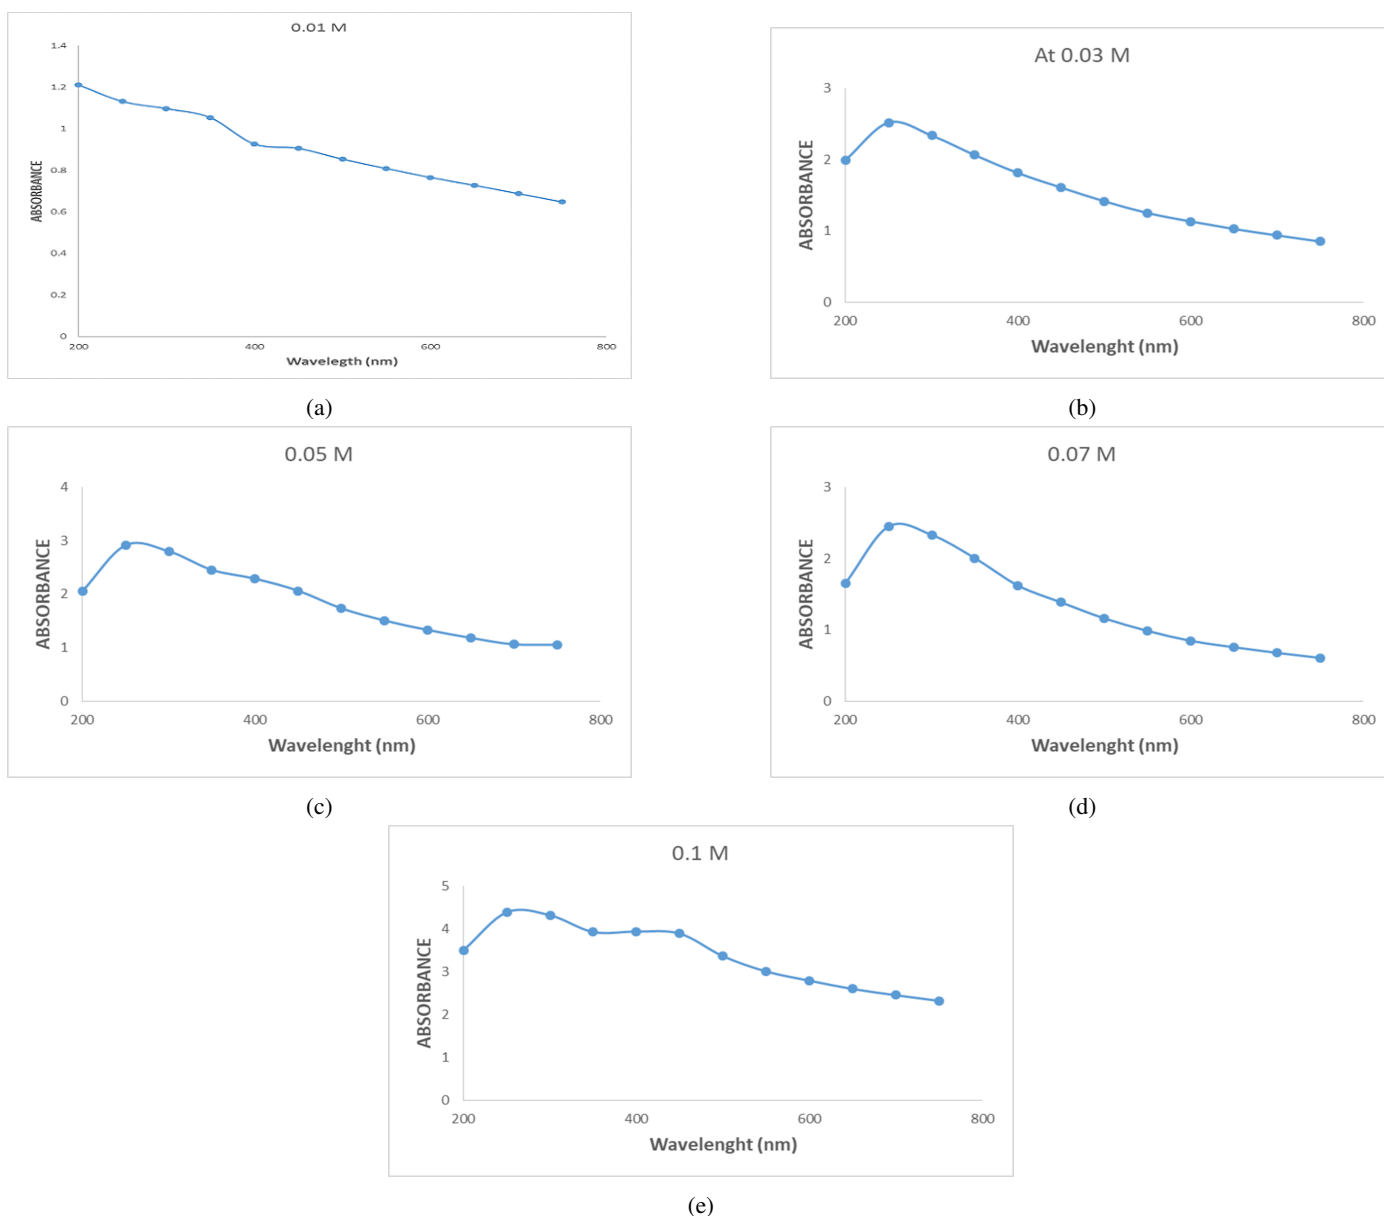 0.01 M
1.4
1.2
1
0.8
0.6
0.4
0.2
0
ABSORBANCE
200 400 600 800
Wavelegth (nm)
(a)
At 0.03 M
3
2
1
0
ABSORBANCE
200 400 600 800
Wavelenght (nm)
(b)
0.05 M
4
3
2
1
0
ABSORBANCE
200 400 600 800
Wavelenght (nm)
(c)
0.07 M
3
2
1
0
ABSORBANCE
200 400 600 800
Wavelenght (nm)
(d)
0.1 M
5
4
3
2
1
0
ABSORBANCE
200 400 600 800
Wavelenght (nm)
(e)